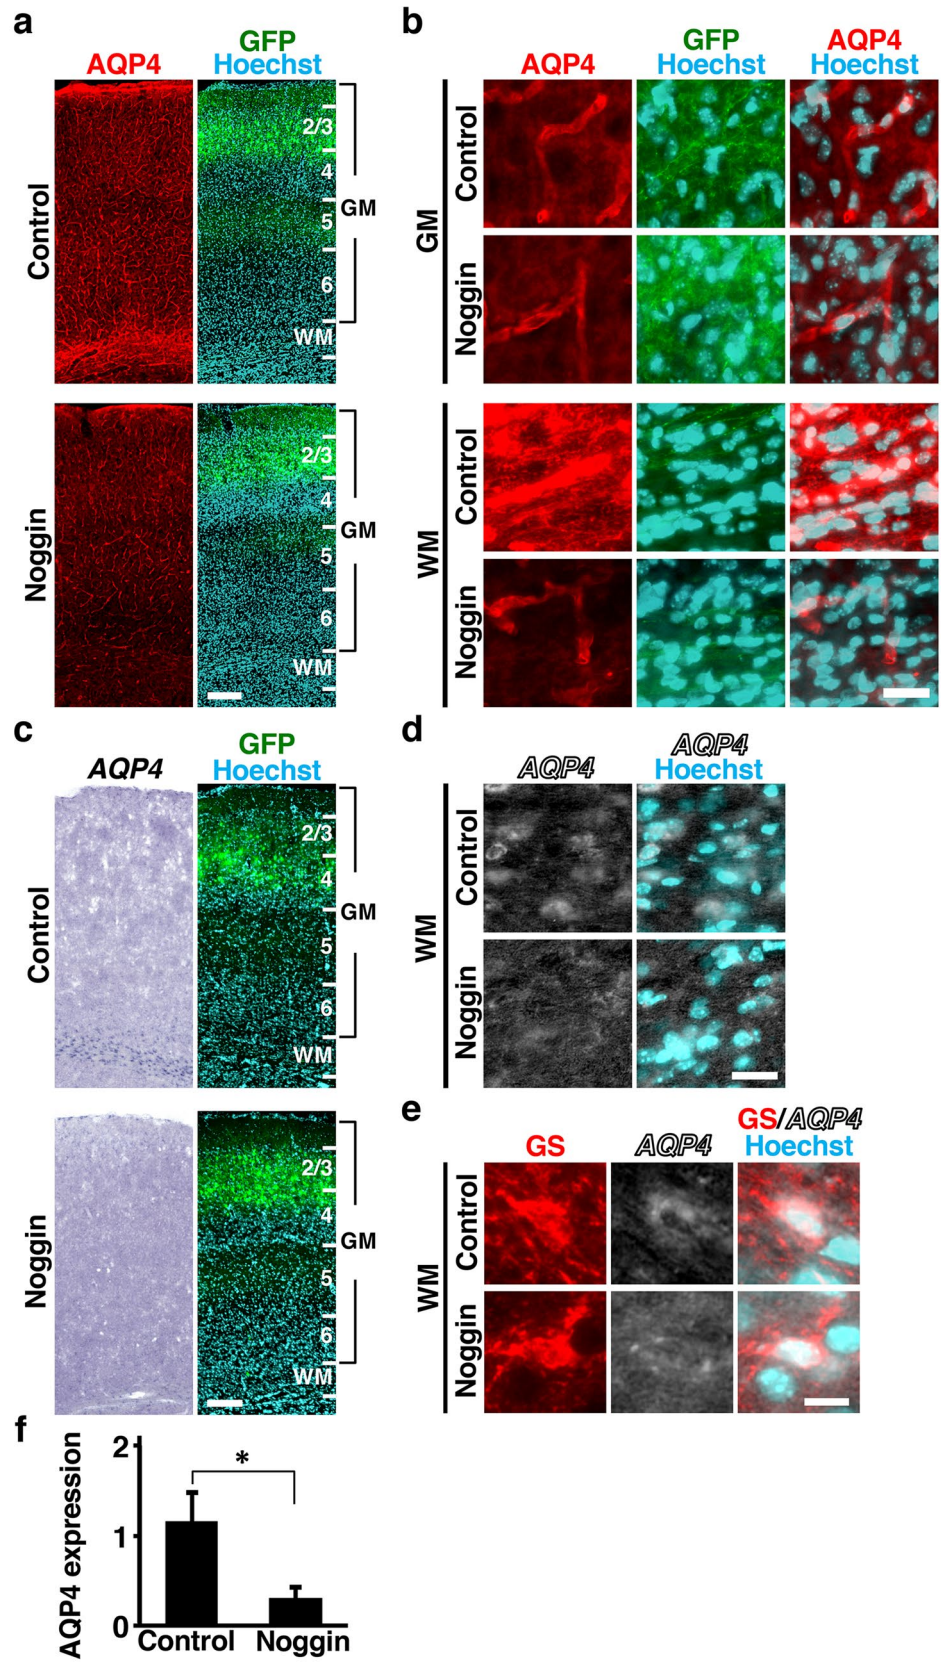 a
AQP4
GFP
Hoechst
Control
2/3
4
GM
5
6
WM
Noggin
2/3
4
GM
5
6
WM
b
AQP4
GFP
Hoechst
AQP4
Hoechst
GM
Control
Noggin
WM
Control
Noggin
c
AQP4
GFP
Hoechst
Control
2/3
4
GM
5
6
WM
Noggin
2/3
4
GM
5
6
WM
d
AQP4
AQP4
Hoechst
WM
Control
Noggin
e
GS
AQP4
GS/AQP4
Hoechst
WM
Control
Noggin
f
AQP4 expression
2
1
0
*
Control Noggin